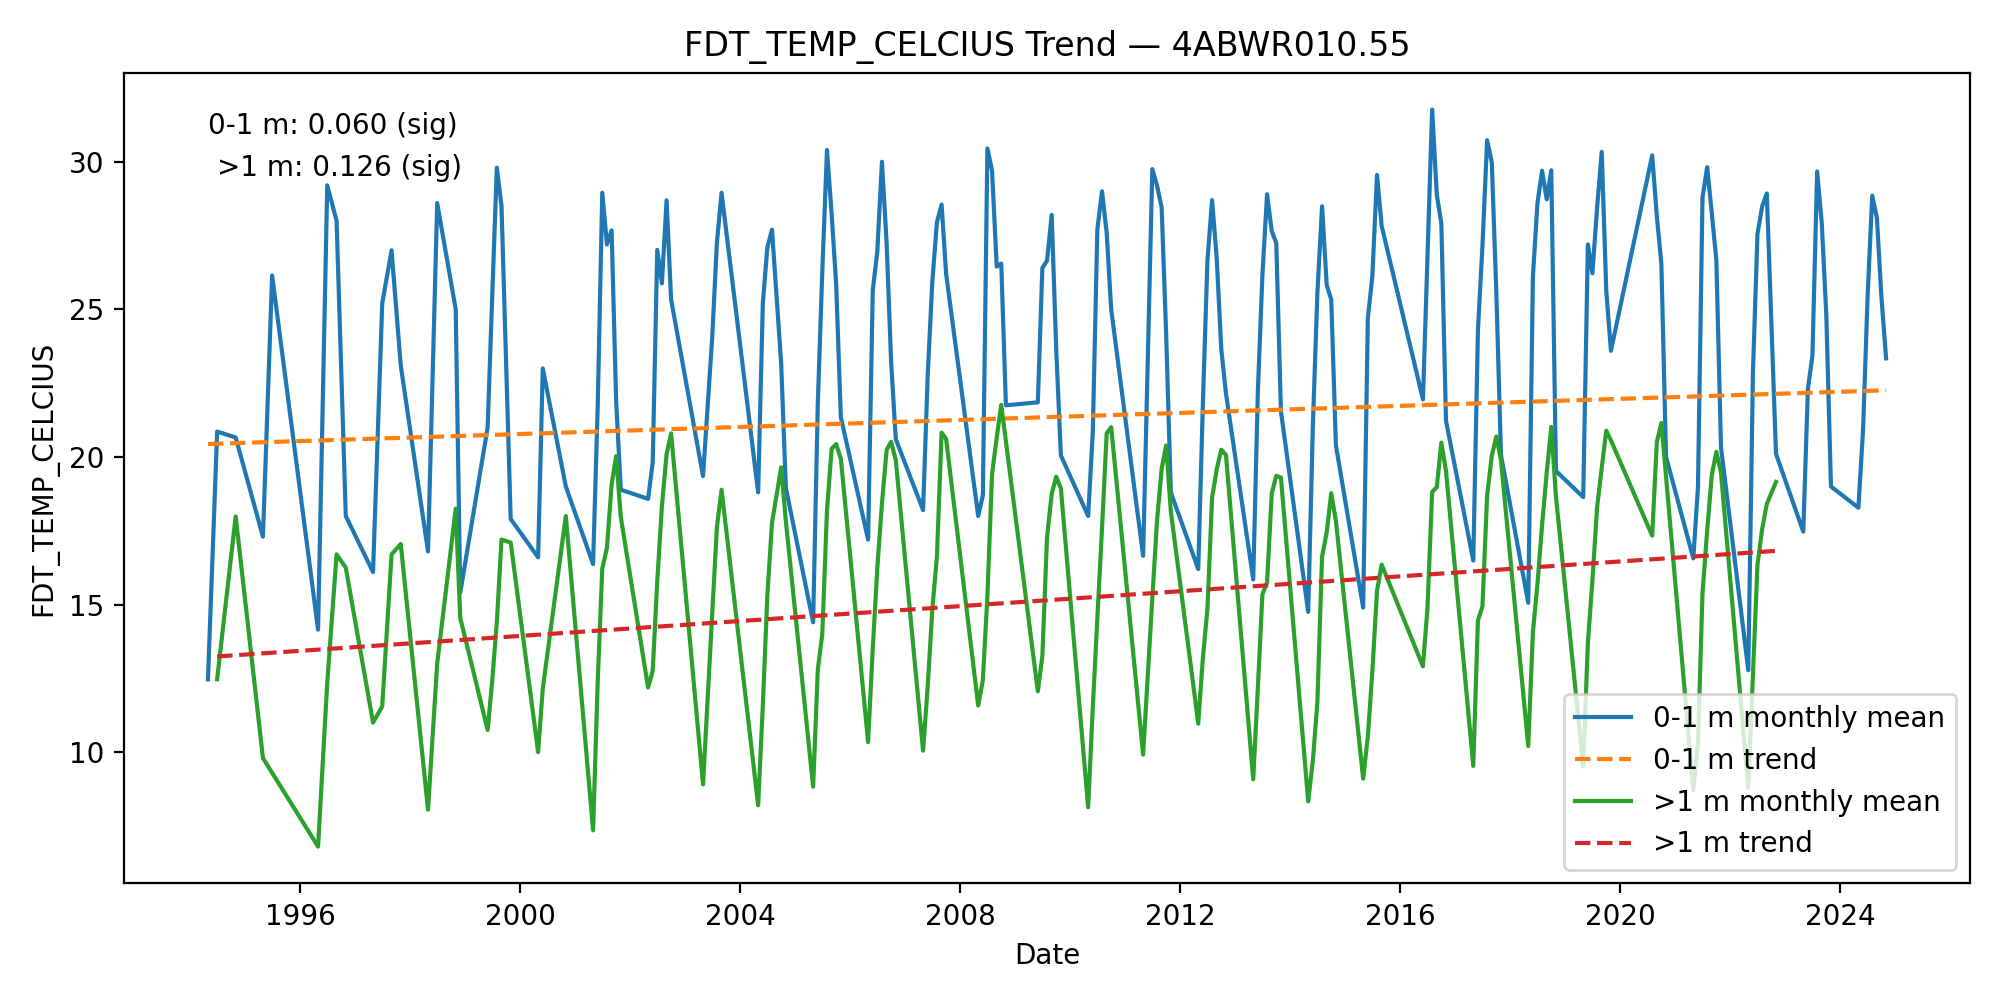 FDT_TEMP_CELCIUS Trend — 4ABWR010.55
0-1 m: 0.060 (sig)
>1 m: 0.126 (sig)
30
25
20
15
10
FDT_TEMP_CELCIUS
0-1 m monthly mean
0-1 m trend
>1 m monthly mean
>1 m trend
1996 2000 2004 2008 2012 2016 2020 2024
Date